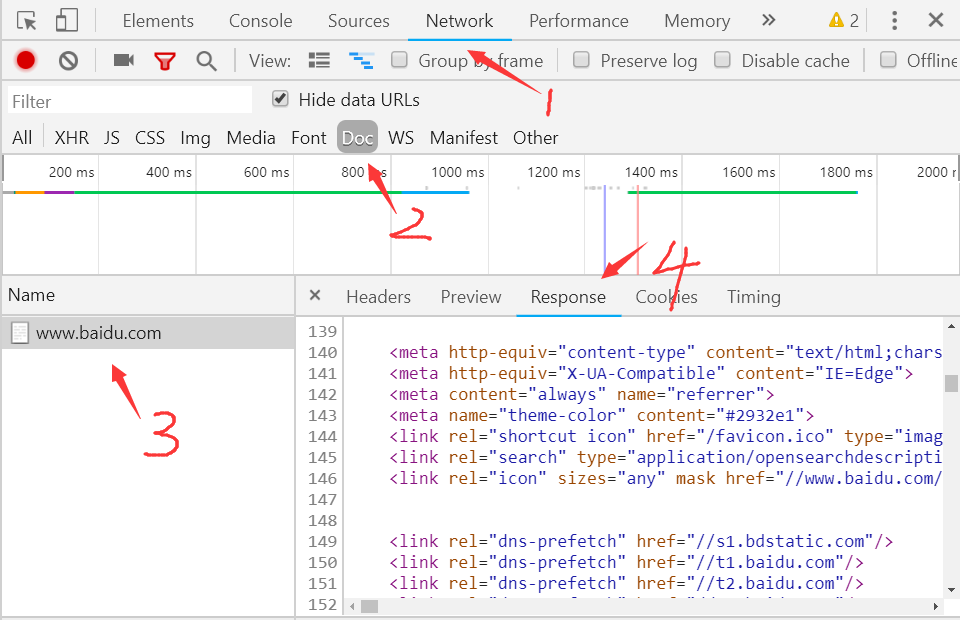 Elements Console Sources Network Performance Memory » 2
View: Group by frame Preserve log Disable cache Offline
1
Filter Hide data URLs
All XHR JS CSS Img Media Font Doc WS Manifest Other
200 ms 400 ms 600 ms 800 ms 1000 ms 1200 ms 1400 ms 1600 ms 1800 ms 2000 r
2
4
Name × Headers Preview Response Cookies Timing
www.baidu.com
3
139
140 <meta http-equiv="content-type" content="text/html;chars
141 <meta http-equiv="X-UA-Compatible" content="IE=Edge">
142 <meta content="always" name="referrer">
143 <meta name="theme-color" content="#2932e1">
144 <link rel="shortcut icon" href="/favicon.ico" type="imag
145 <link rel="search" type="application/opensearchdescripti
146 <link rel="icon" sizes="any" mask href="//www.baidu.com/
147
148
149 <link rel="dns-prefetch" href="//s1.bdstatic.com"/>
150 <link rel="dns-prefetch" href="//t1.baidu.com"/>
151 <link rel="dns-prefetch" href="//t2.baidu.com"/>
152